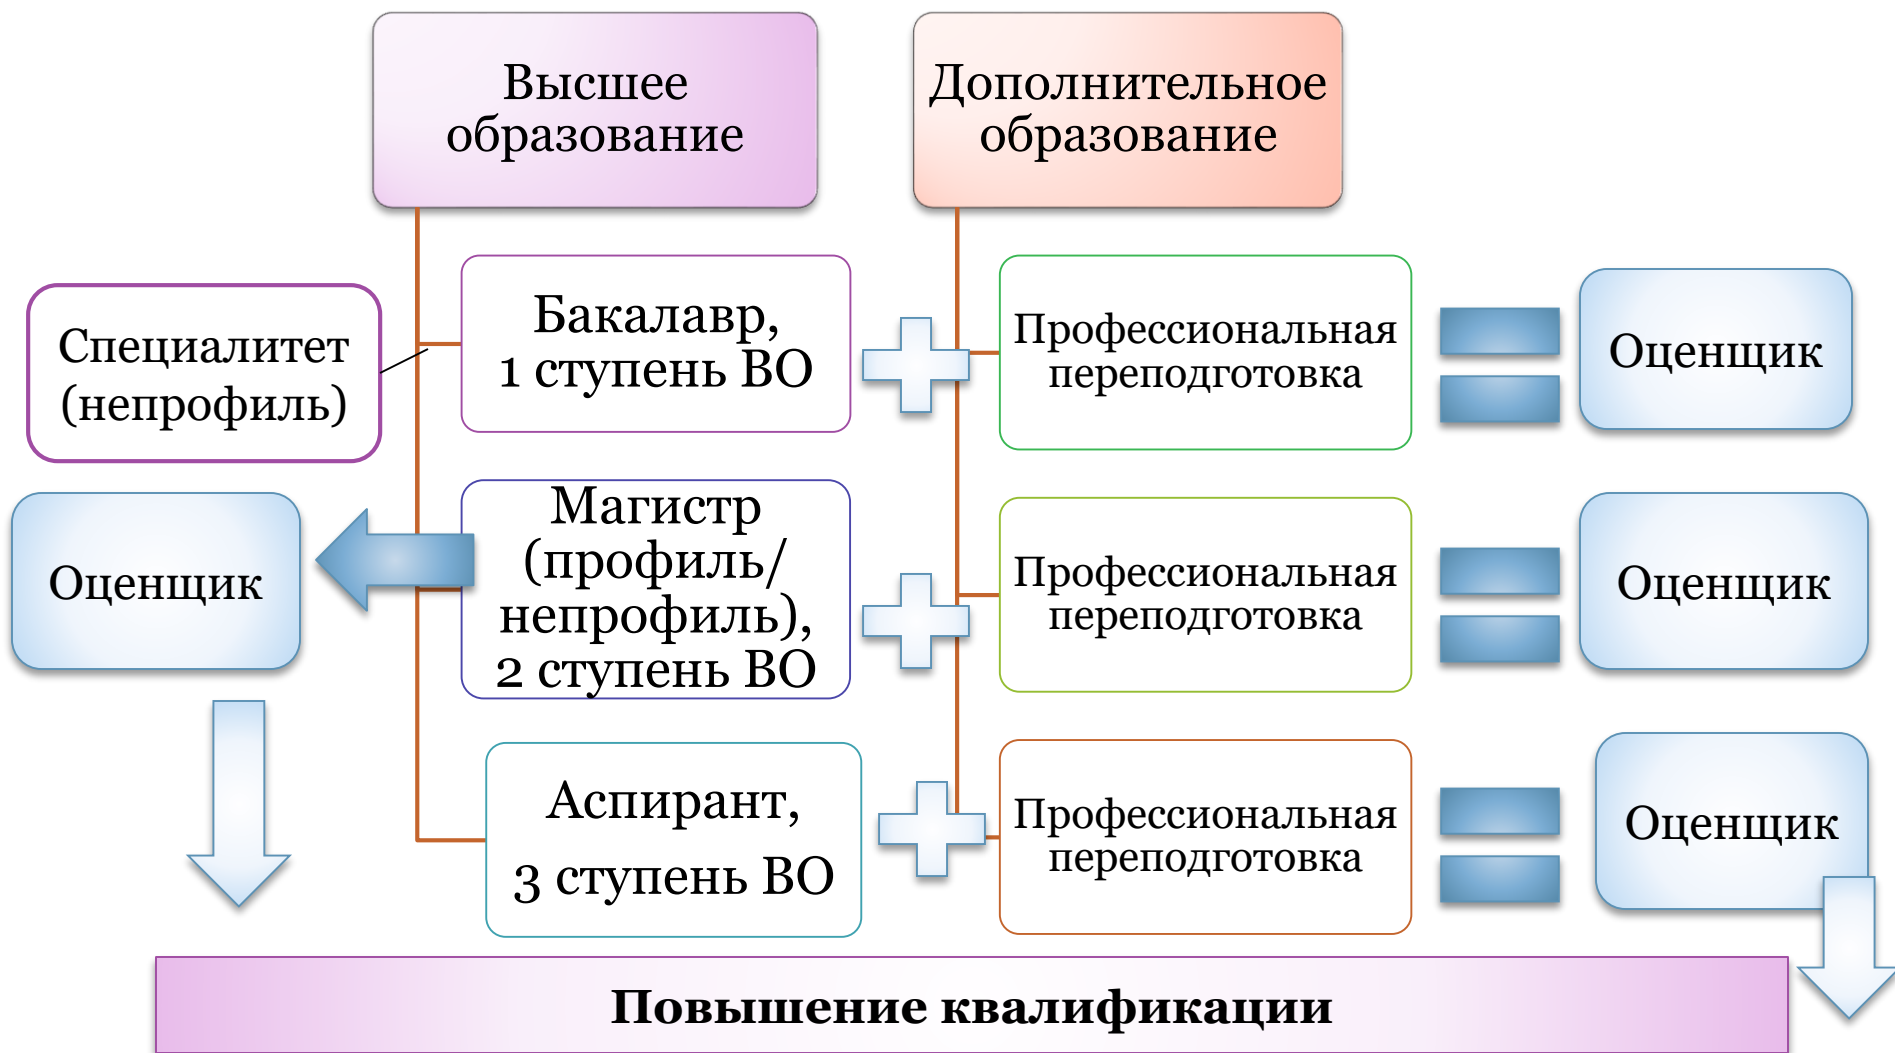 Высшее
образование
Дополнительное
образование
Специалитет
(непрофиль)
Бакалавр,
1 ступень ВО
Профессиональная
переподготовка
Оценщик
Оценщик
Магистр
(профиль/
непрофиль),
2 ступень ВО
Профессиональная
переподготовка
Оценщик
Аспирант,
3 ступень ВО
Профессиональная
переподготовка
Оценщик
Повышение квалификации